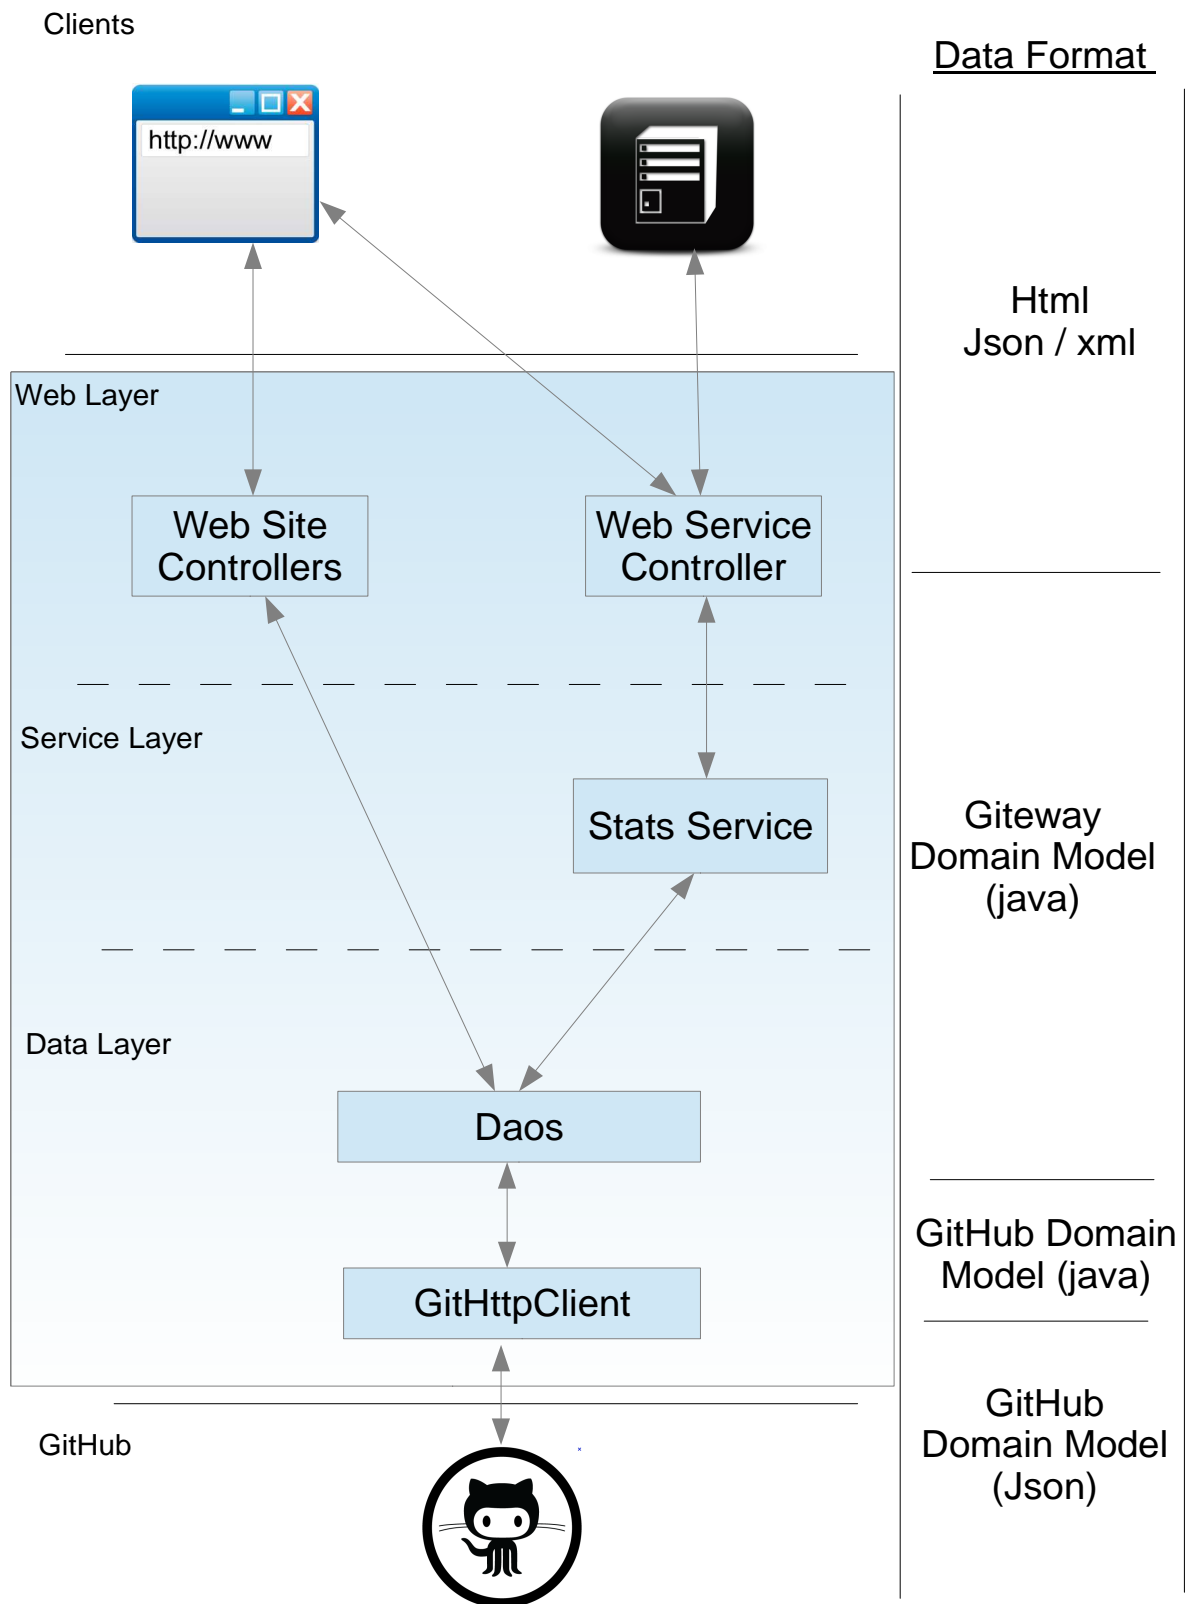 Clients
Data Format
http://www
Html
Json / xml
Web Layer
Web Site
Controllers
Web Service
Controller
Service Layer
Stats Service
Giteway
Domain Model
(java)
Data Layer
Daos
GitHub Domain
Model (java)
GitHttpClient
GitHub
GitHub
Domain Model
(Json)